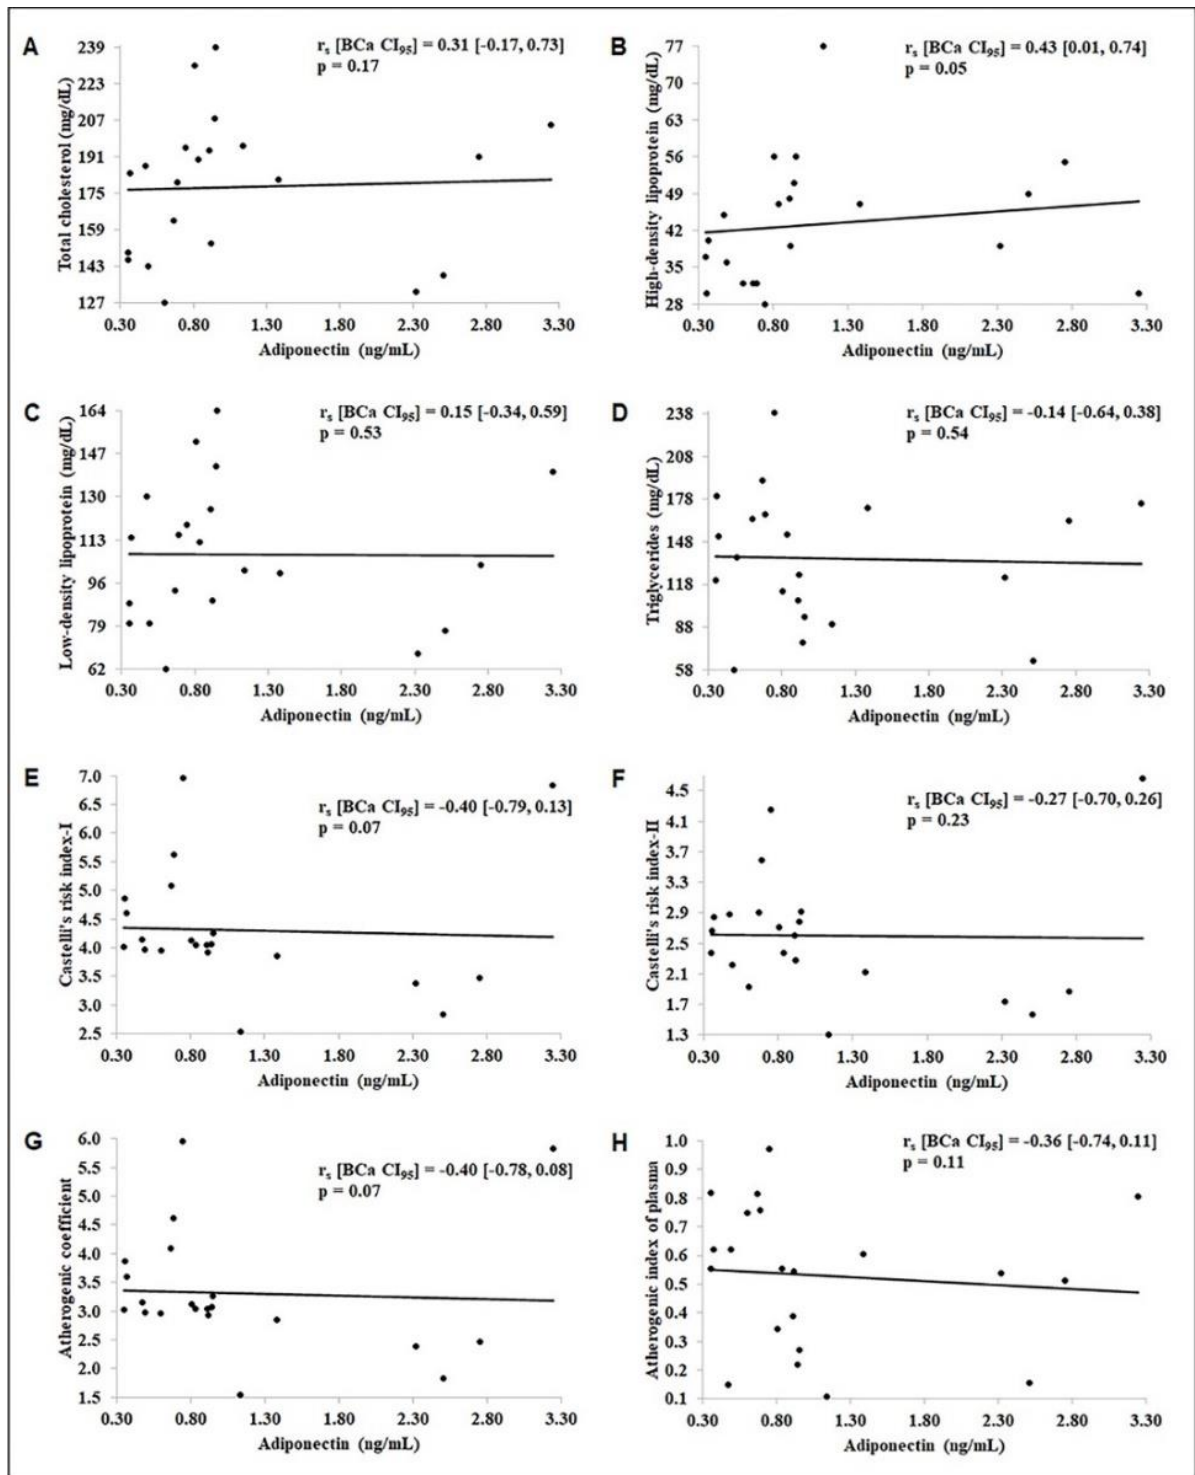 A
r_s [BCa CI_95] = 0.31 [-0.17, 0.73]
p = 0.17
Total cholesterol (mg/dL)
239
223
207
191
175
159
143
127
0.30 0.80 1.30 1.80 2.30 2.80 3.30
Adiponectin (ng/mL)
B
r_s [BCa CI_95] = 0.43 [0.01, 0.74]
p = 0.05
High-density lipoprotein (mg/dL)
77
70
63
56
49
42
35
28
0.30 0.80 1.30 1.80 2.30 2.80 3.30
Adiponectin (ng/mL)
C
r_s [BCa CI_95] = 0.15 [-0.34, 0.59]
p = 0.53
Low-density lipoprotein (mg/dL)
164
147
130
113
96
79
62
0.30 0.80 1.30 1.80 2.30 2.80 3.30
Adiponectin (ng/mL)
D
r_s [BCa CI_95] = -0.14 [-0.64, 0.38]
p = 0.54
Triglycerides (mg/dL)
238
208
178
148
118
88
58
0.30 0.80 1.30 1.80 2.30 2.80 3.30
Adiponectin (ng/mL)
E
r_s [BCa CI_95] = -0.40 [-0.79, 0.13]
p = 0.07
Castelli's risk index-I
7.0
6.5
6.0
5.5
5.0
4.5
4.0
3.5
3.0
2.5
0.30 0.80 1.30 1.80 2.30 2.80 3.30
Adiponectin (ng/mL)
F
r_s [BCa CI_95] = -0.27 [-0.70, 0.26]
p = 0.23
Castelli's risk index-II
4.5
4.1
3.7
3.3
2.9
2.5
2.1
1.7
1.3
0.30 0.80 1.30 1.80 2.30 2.80 3.30
Adiponectin (ng/mL)
G
r_s [BCa CI_95] = -0.40 [-0.78, 0.08]
p = 0.07
Atherogenic coefficient
6.0
5.5
5.0
4.5
4.0
3.5
3.0
2.5
2.0
1.5
0.30 0.80 1.30 1.80 2.30 2.80 3.30
Adiponectin (ng/mL)
H
r_s [BCa CI_95] = -0.36 [-0.74, 0.11]
p = 0.11
Atherogenic index of plasma
1.0
0.9
0.8
0.7
0.6
0.5
0.4
0.3
0.2
0.1
0.30 0.80 1.30 1.80 2.30 2.80 3.30
Adiponectin (ng/mL)